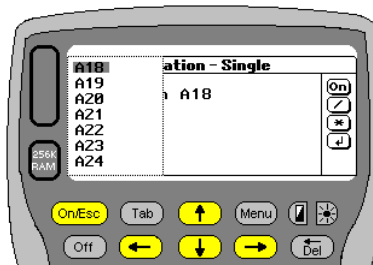 A18
A19
A20
A21
A22
A23
A24
ation - Single
A18
On
256K
RAM
On/Esc
Tab
Menu
Off
Del